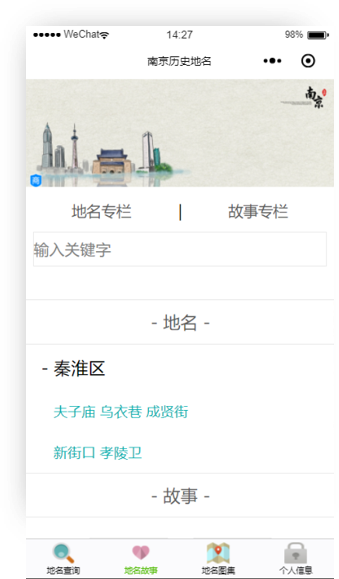 ●●●●● WeChat 14:27 98%
南京历史地名
南京
地名专栏 | 故事专栏
输入关键字
- 地名 -
- 秦淮区
夫子庙 乌衣巷 成贤街
新街口 孝陵卫
- 故事 -
地名查询 地名故事 地名图集 个人信息